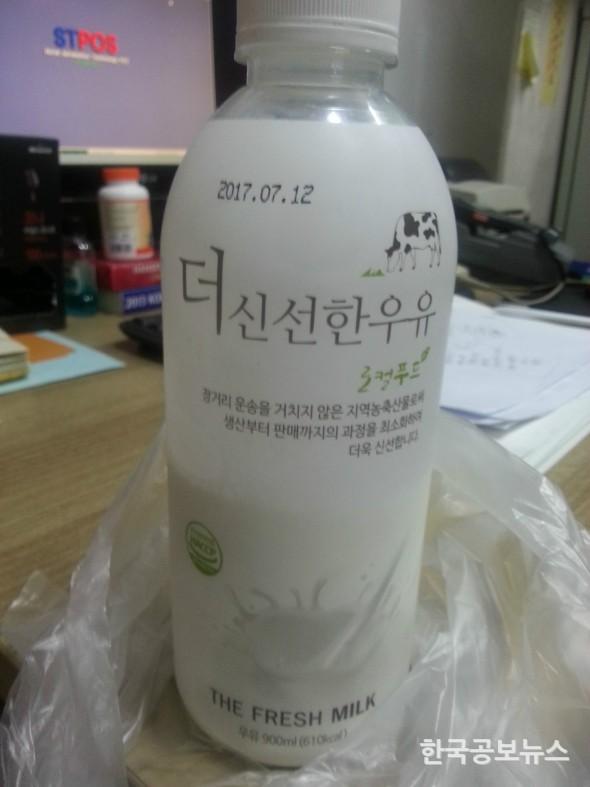 STPOS
2017.07.12
더신선한우유
로컬푸드
장거리 운송을 거치지 않은 지역농축산물로써
생산부터 판매까지의 과정을 최소화하여
더욱 신선합니다.
HACCP
THE FRESH MILK
우유 900ml (610kcal)
한국공보뉴스